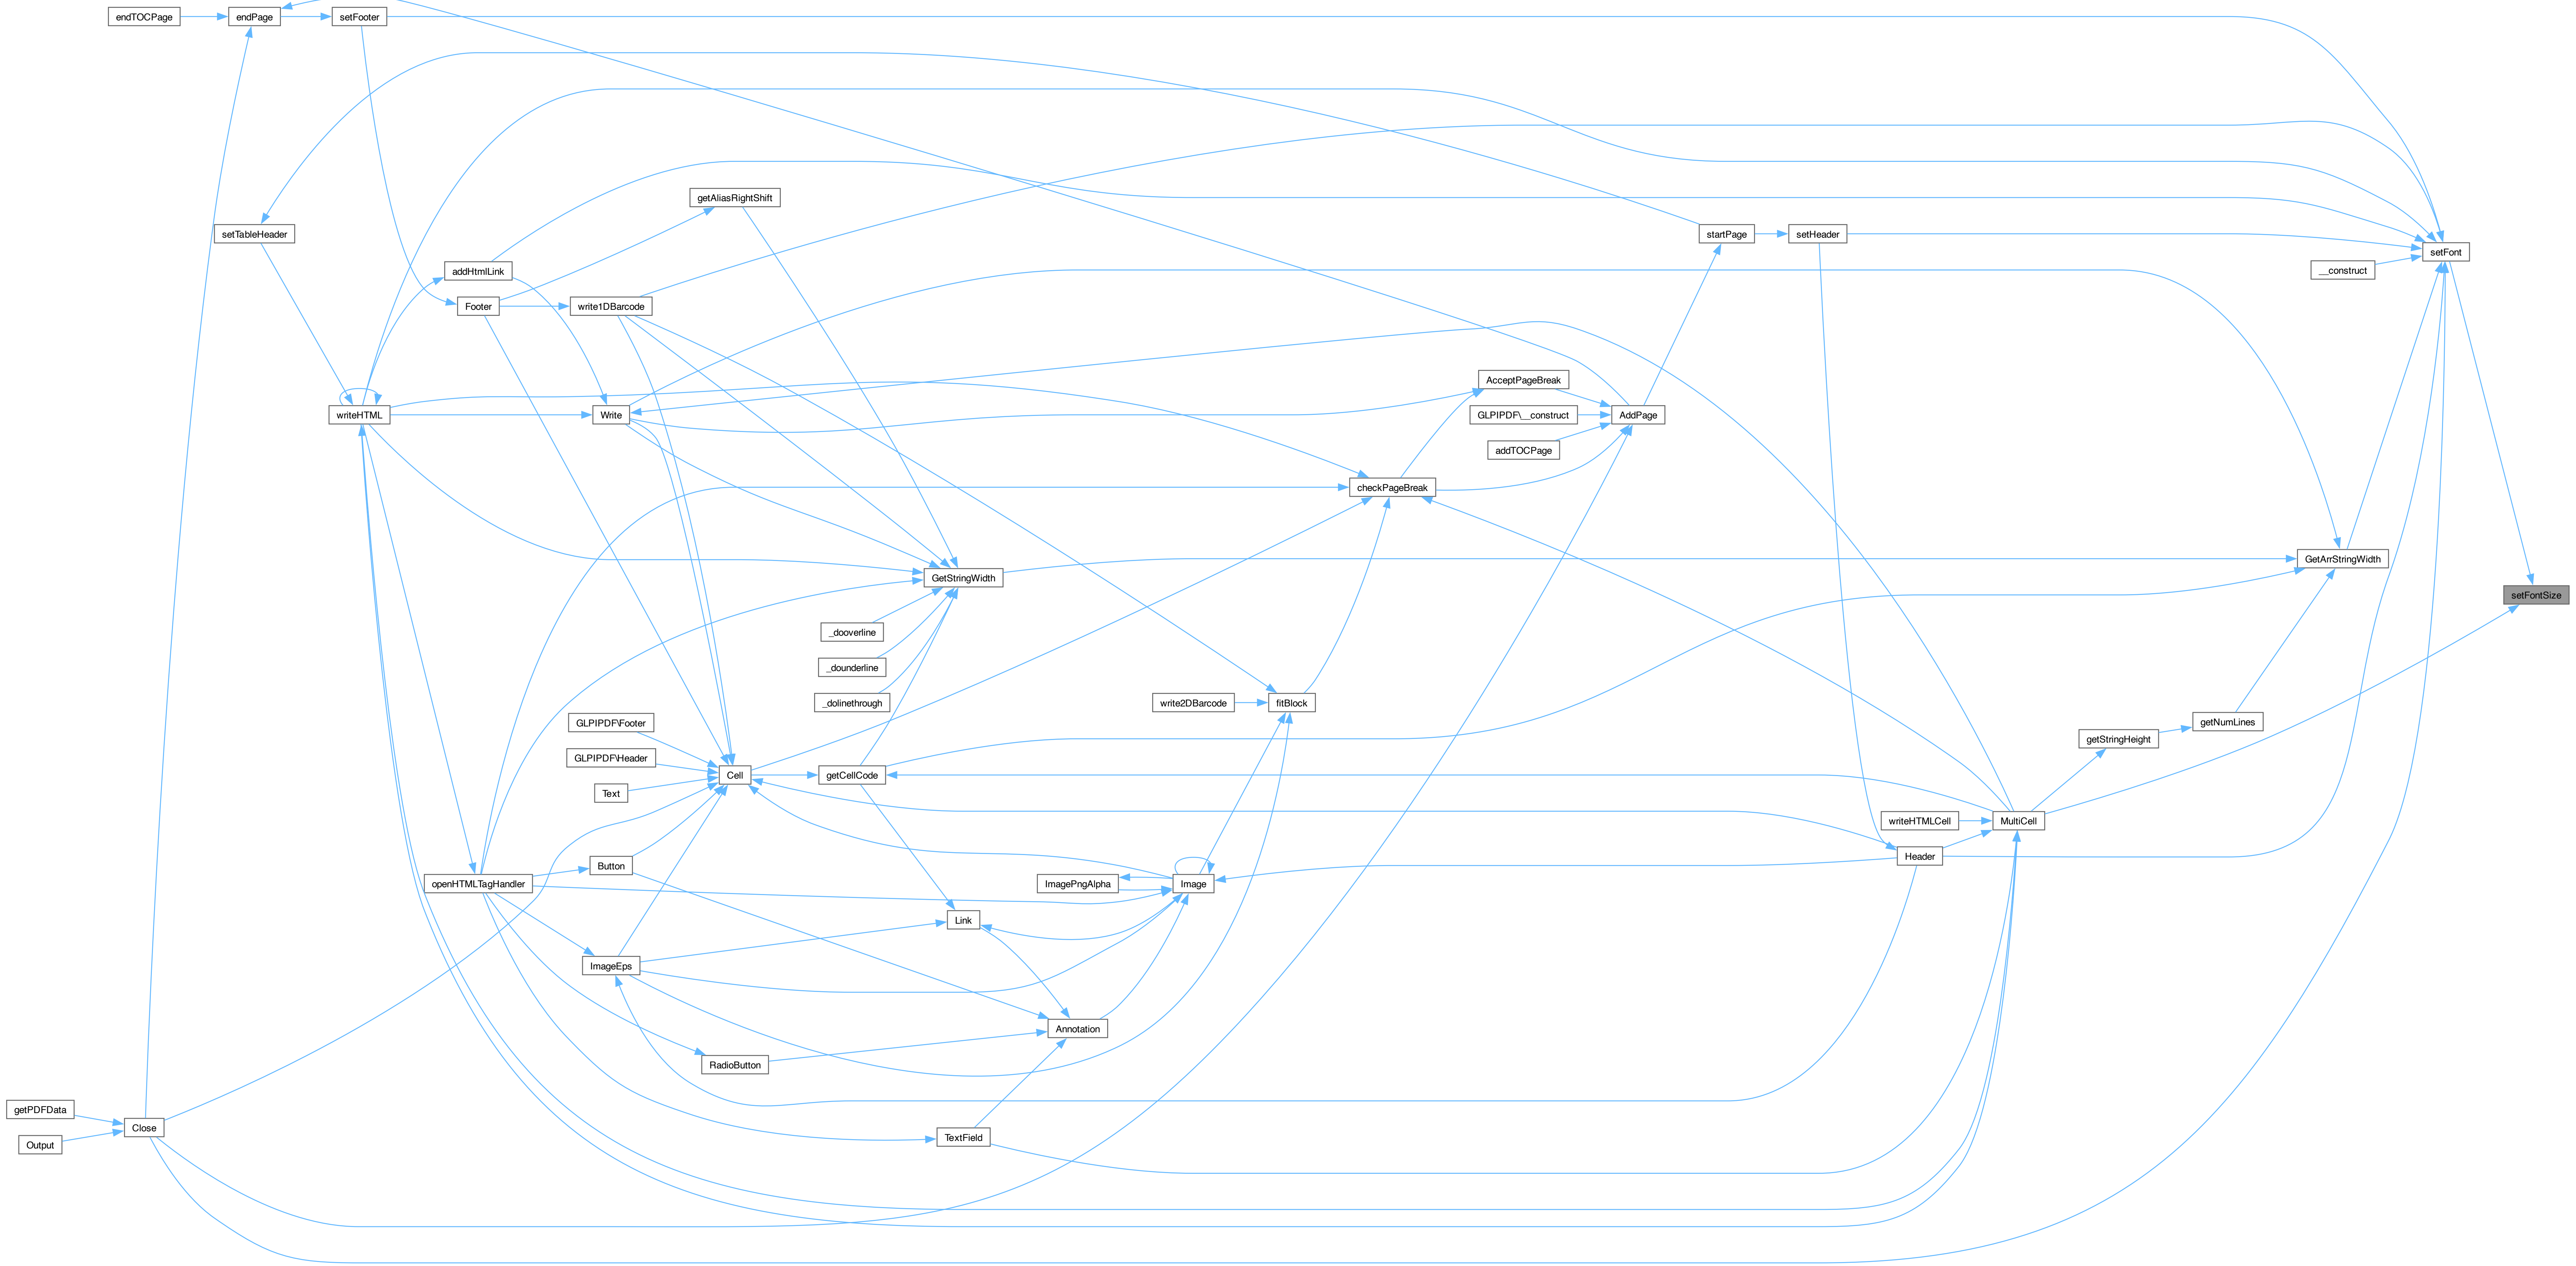 endTOCPage
endPage
setFooter
getAliasRightShift
setTableHeader
startPage
setHeader
setFont
addHtmlLink
__construct
Footer
write1DBarcode
AcceptPageBreak
writeHTML
Write
GLPIPDF\__construct
AddPage
addTOCPage
checkPageBreak
GetArrStringWidth
GetStringWidth
setFontSize
_dooverline
_dounderline
_dolinethrough
write2DBarcode
fitBlock
GLPIPDF\Footer
getNumLines
getStringHeight
GLPIPDF\Header
Cell
getCellCode
Text
writeHTMLCell
MultiCell
Header
Button
openHTMLTagHandler
ImagePngAlpha
Image
Link
ImageEps
Annotation
RadioButton
getPDFData
Close
TextField
Output